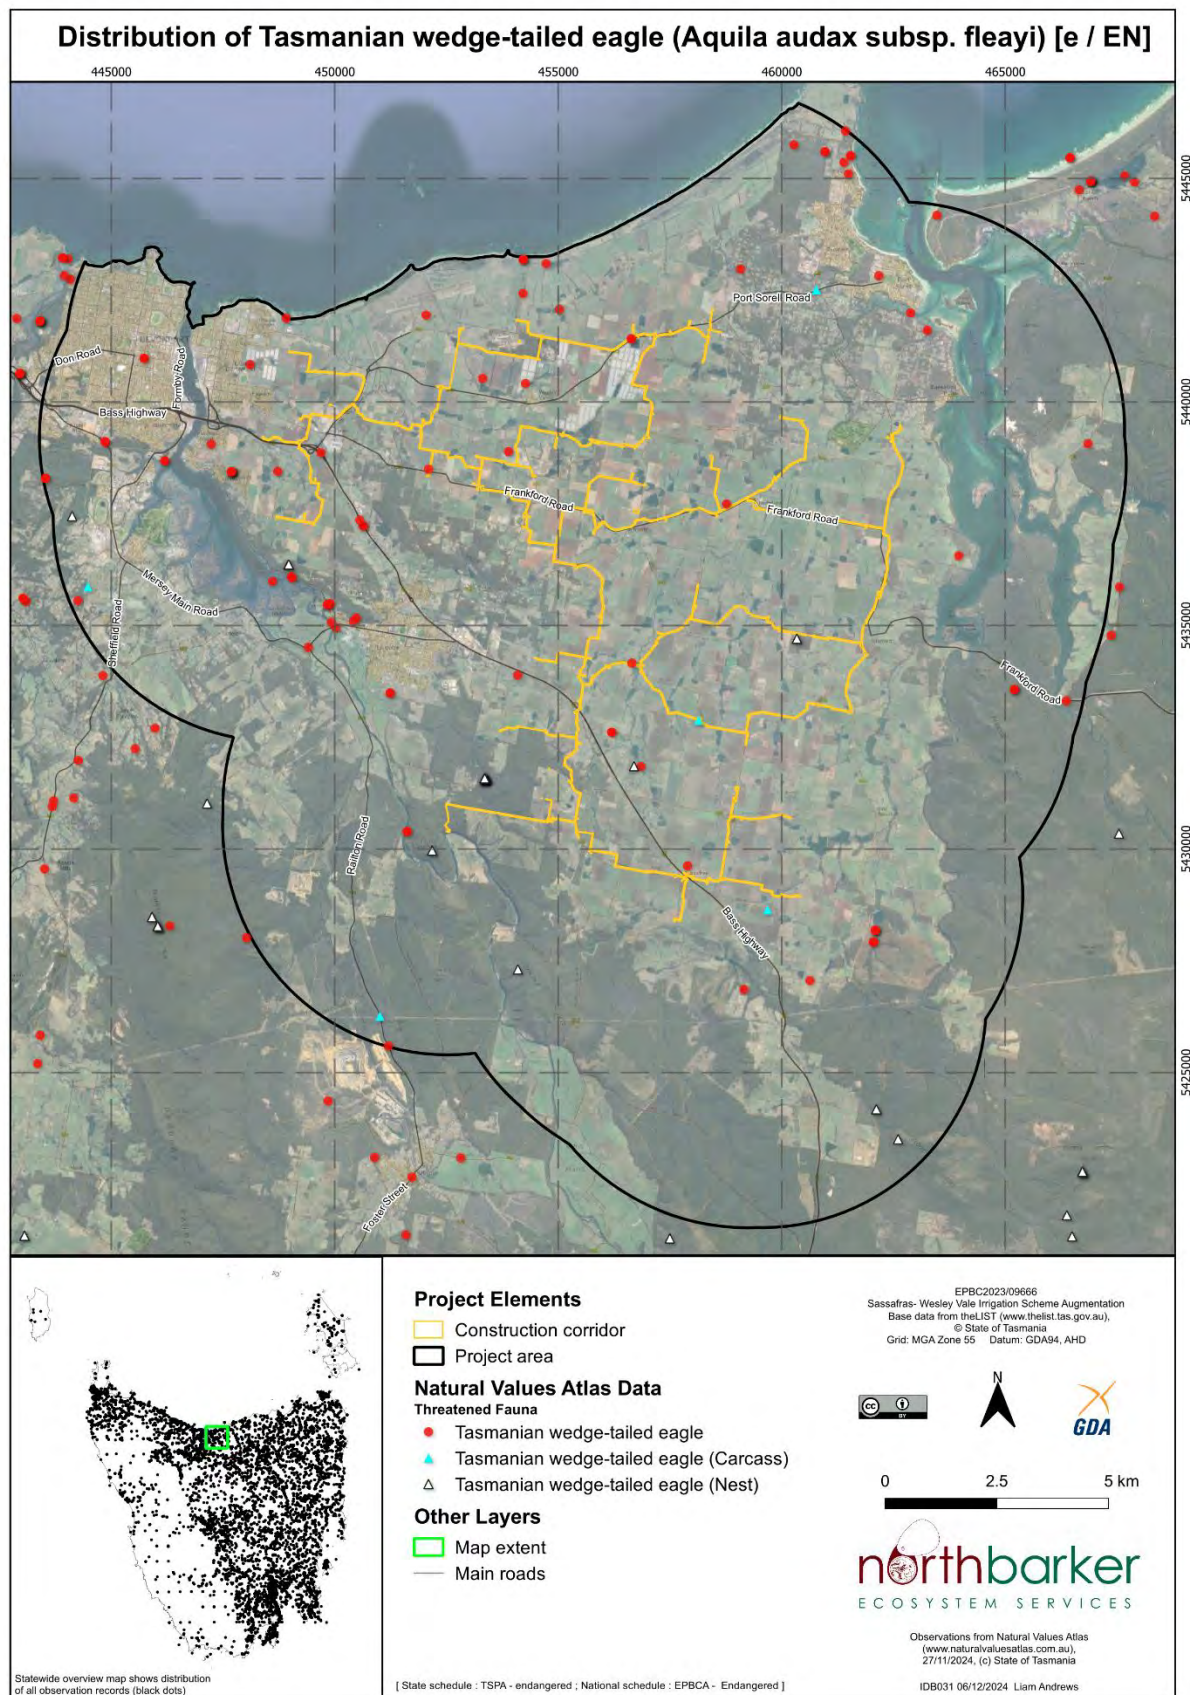 Distribution of Tasmanian wedge-tailed eagle (Aquila audax subsp. fleayi) [e / EN]
445000
450000
455000
460000
465000
5445000
5440000
5435000
5430000
5425000
Port Sorell Road
Don Road
Formby Road
Bass Highway
Frankford Road
Frankford Road
Mersey Main Road
Sheffield Road
Frankford Road
Railton Road
Bass Highway
Foster Street
Project Elements
Construction corridor
Project area
Natural Values Atlas Data
Threatened Fauna
Tasmanian wedge-tailed eagle
Tasmanian wedge-tailed eagle (Carcass)
Tasmanian wedge-tailed eagle (Nest)
Other Layers
Map extent
Main roads
[ State schedule : TSPA - endangered ; National schedule : EPBCA - Endangered ]
Statewide overview map shows distribution
of all observation records (black dots)
EPBC2023/09666
Sassafras- Wesley Vale Irrigation Scheme Augmentation
Base data from theLIST (www.thelist.tas.gov.au),
© State of Tasmania
Grid: MGA Zone 55 Datum: GDA94, AHD
cc
BY
N
GDA
0 2.5 5 km
northbarker
ECOSYSTEM SERVICES
Observations from Natural Values Atlas
(www.naturalvaluesatlas.com.au),
27/11/2024, (c) State of Tasmania
IDB031 06/12/2024 Liam Andrews